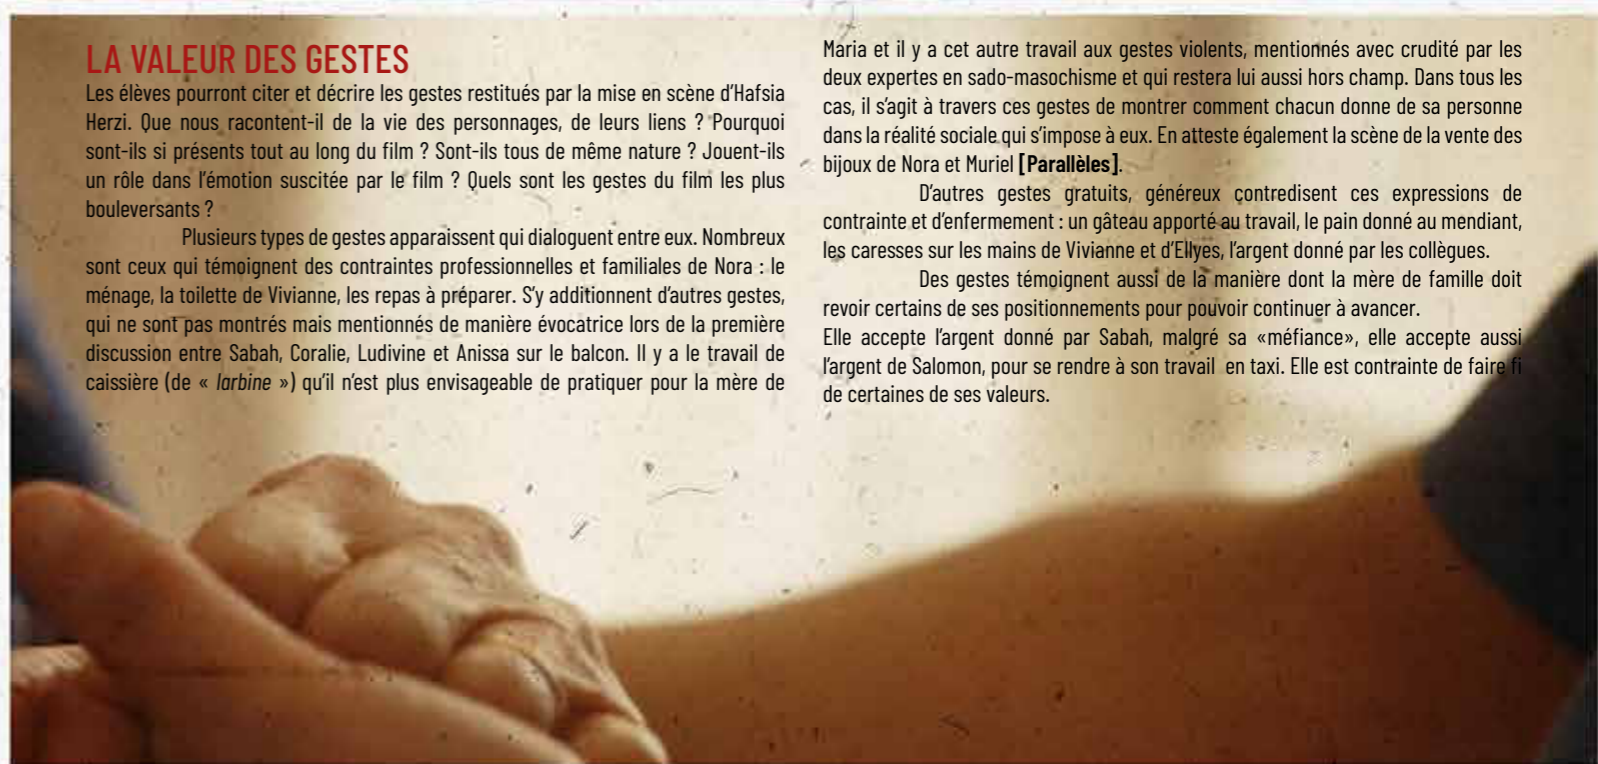 LA VALEUR DES GESTES
Les élèves pourront citer et décrire les gestes restitués par la mise en scène d'Hafsia
Herzi. Que nous racontent-il de la vie des personnages, de leurs liens ? Pourquoi
sont-ils si présents tout au long du film ? Sont-ils tous de même nature ? Jouent-ils
un rôle dans l'émotion suscitée par le film ? Quels sont les gestes du film les plus
bouleversants ?
Plusieurs types de gestes apparaissent qui dialoguent entre eux. Nombreux
sont ceux qui témoignent des contraintes professionnelles et familiales de Nora : le
ménage, la toilette de Vivianne, les repas à préparer. S'y additionnent d'autres gestes,
qui ne sont pas montrés mais mentionnés de manière évocatrice lors de la première
discussion entre Sabah, Coralie, Ludivine et Anissa sur le balcon. Il y a le travail de
caissière (de « larbine ») qu'il n'est plus envisageable de pratiquer pour la mère de
Maria et il y a cet autre travail aux gestes violents, mentionnés avec crudité par les
deux expertes en sado-masochisme et qui restera lui aussi hors champ. Dans tous les
cas, il s'agit à travers ces gestes de montrer comment chacun donne de sa personne
dans la réalité sociale qui s'impose à eux. En atteste également la scène de la vente des
bijoux de Nora et Muriel [Parallèles].
D'autres gestes gratuits, généreux contredisent ces expressions de
contrainte et d'enfermement : un gâteau apporté au travail, le pain donné au mendiant,
les caresses sur les mains de Vivianne et d'Ellyes, l'argent donné par les collègues.
Des gestes témoignent aussi de la manière dont la mère de famille doit
revoir certains de ses positionnements pour pouvoir continuer à avancer.
Elle accepte l'argent donné par Sabah, malgré sa «méfiance», elle accepte aussi
l'argent de Salomon, pour se rendre à son travail en taxi. Elle est contrainte de faire fi
de certaines de ses valeurs.